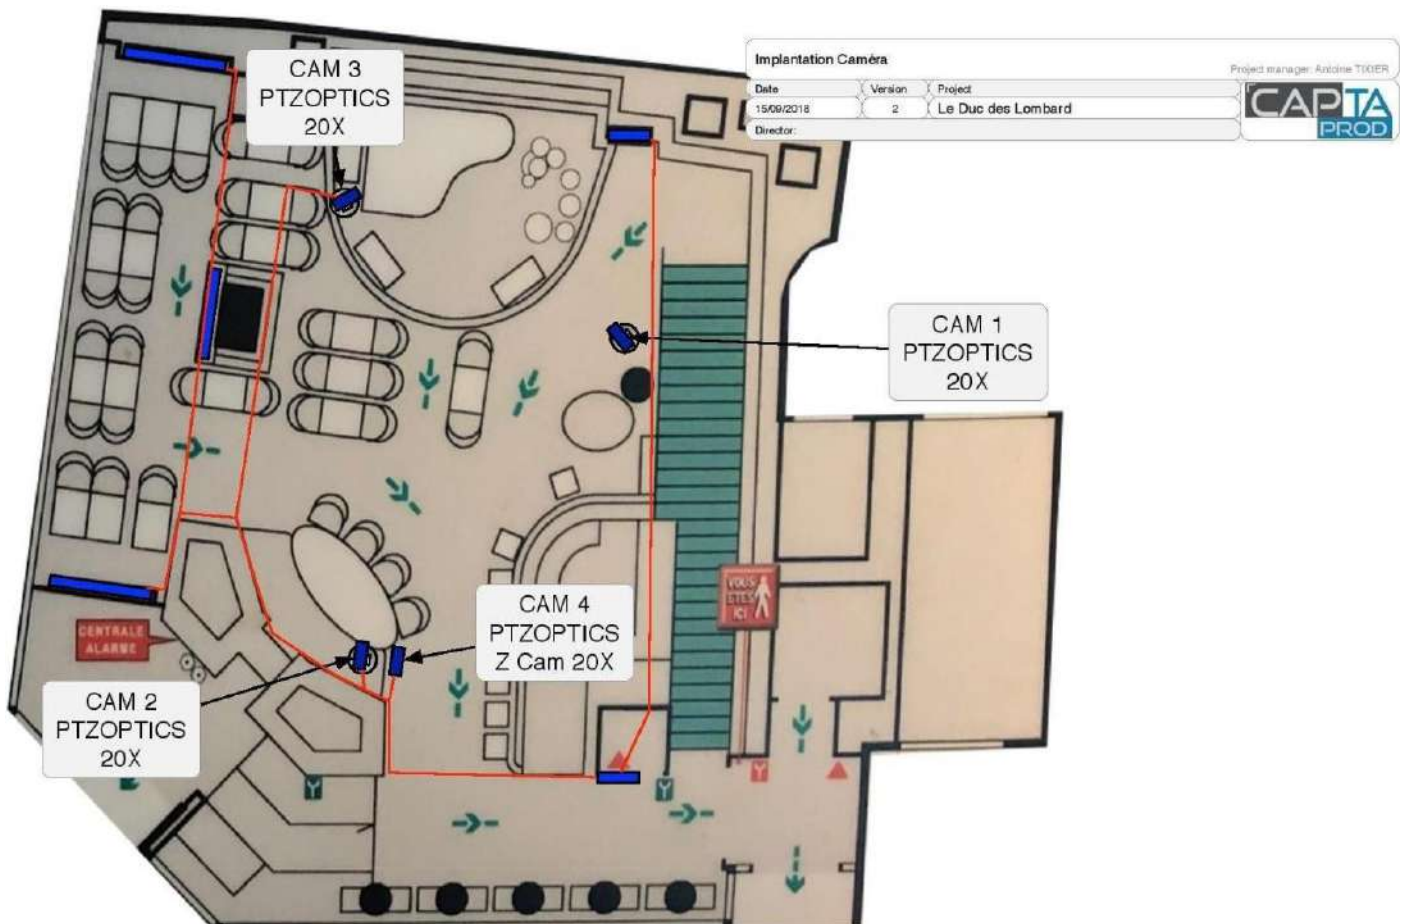 Implantation Caméra
Project manager: Antoine TIXIER
Date
Version
Project
15/09/2018
2
Le Duc des Lombard
Director:
CAPTA
PROD
CAM 3
PTZOPTICS
20X
CAM 1
PTZOPTICS
20X
VOUS
ETES
ICI
CAM 4
PTZOPTICS
Z Cam 20X
CENTRALE
ALARME
CAM 2
PTZOPTICS
20X